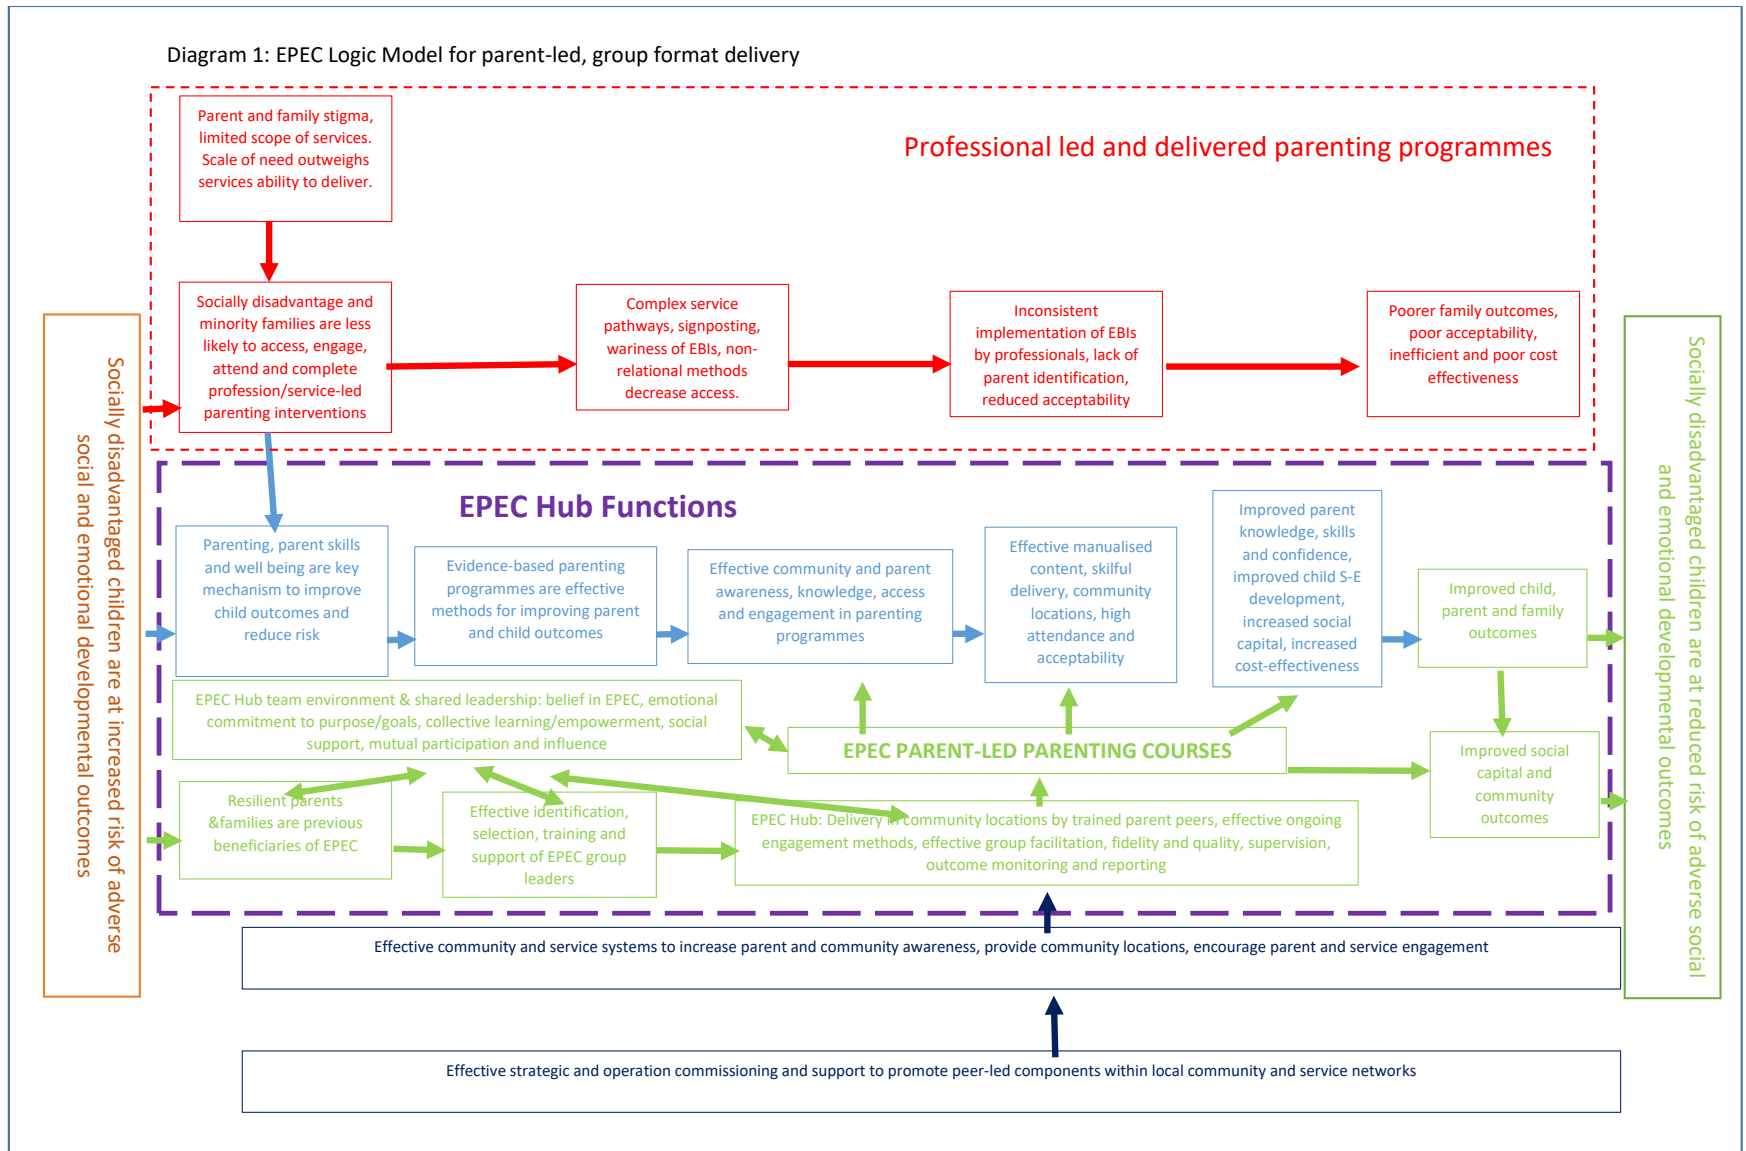 Diagram 1: EPEC Logic Model for parent-led, group format delivery
Parent and family stigma,
limited scope of services.
Scale of need outweighs
services ability to deliver.
Professional led and delivered parenting programmes
Socially disadvantage and
minority families are less
likely to access, engage,
attend and complete
profession/service-led
parenting interventions
Complex service
pathways, signposting,
wariness of EBIs, non-
relational methods
decrease access.
Inconsistent
implementation of EBIs
by professionals, lack of
parent identification,
reduced acceptability
Poorer family outcomes,
poor acceptability,
inefficient and poor cost
effectiveness
Socially disadvantaged children are at increased risk of adverse
social and emotional developmental outcomes
EPEC Hub Functions
Parenting, parent skills
and well being are key
mechanism to improve
child outcomes and
reduce risk
Evidence-based parenting
programmes are effective
methods for improving parent
and child outcomes
Effective community and parent
awareness, knowledge, access
and engagement in parenting
programmes
Effective manualised
content, skilful
delivery, community
locations, high
attendance and
acceptability
Improved parent
knowledge, skills
and confidence,
improved child S-E
development,
increased social
capital, increased
cost-effectiveness
Improved child,
parent and family
outcomes
EPEC Hub team environment & shared leadership: belief in EPEC, emotional
commitment to purpose/goals, collective learning/empowerment, social
support, mutual participation and influence
EPEC PARENT-LED PARENTING COURSES
Improved social
capital and
community
outcomes
Resilient parents
&families are previous
beneficiaries of EPEC
Effective identification,
selection, training and
support of EPEC group
leaders
EPEC Hub: Delivery in community locations by trained parent peers, effective ongoing
engagement methods, effective group facilitation, fidelity and quality, supervision,
outcome monitoring and reporting
Socially disadvantaged children are at reduced risk of adverse social
and emotional developmental outcomes
Effective community and service systems to increase parent and community awareness, provide community locations, encourage parent and service engagement
Effective strategic and operation commissioning and support to promote peer-led components within local community and service networks